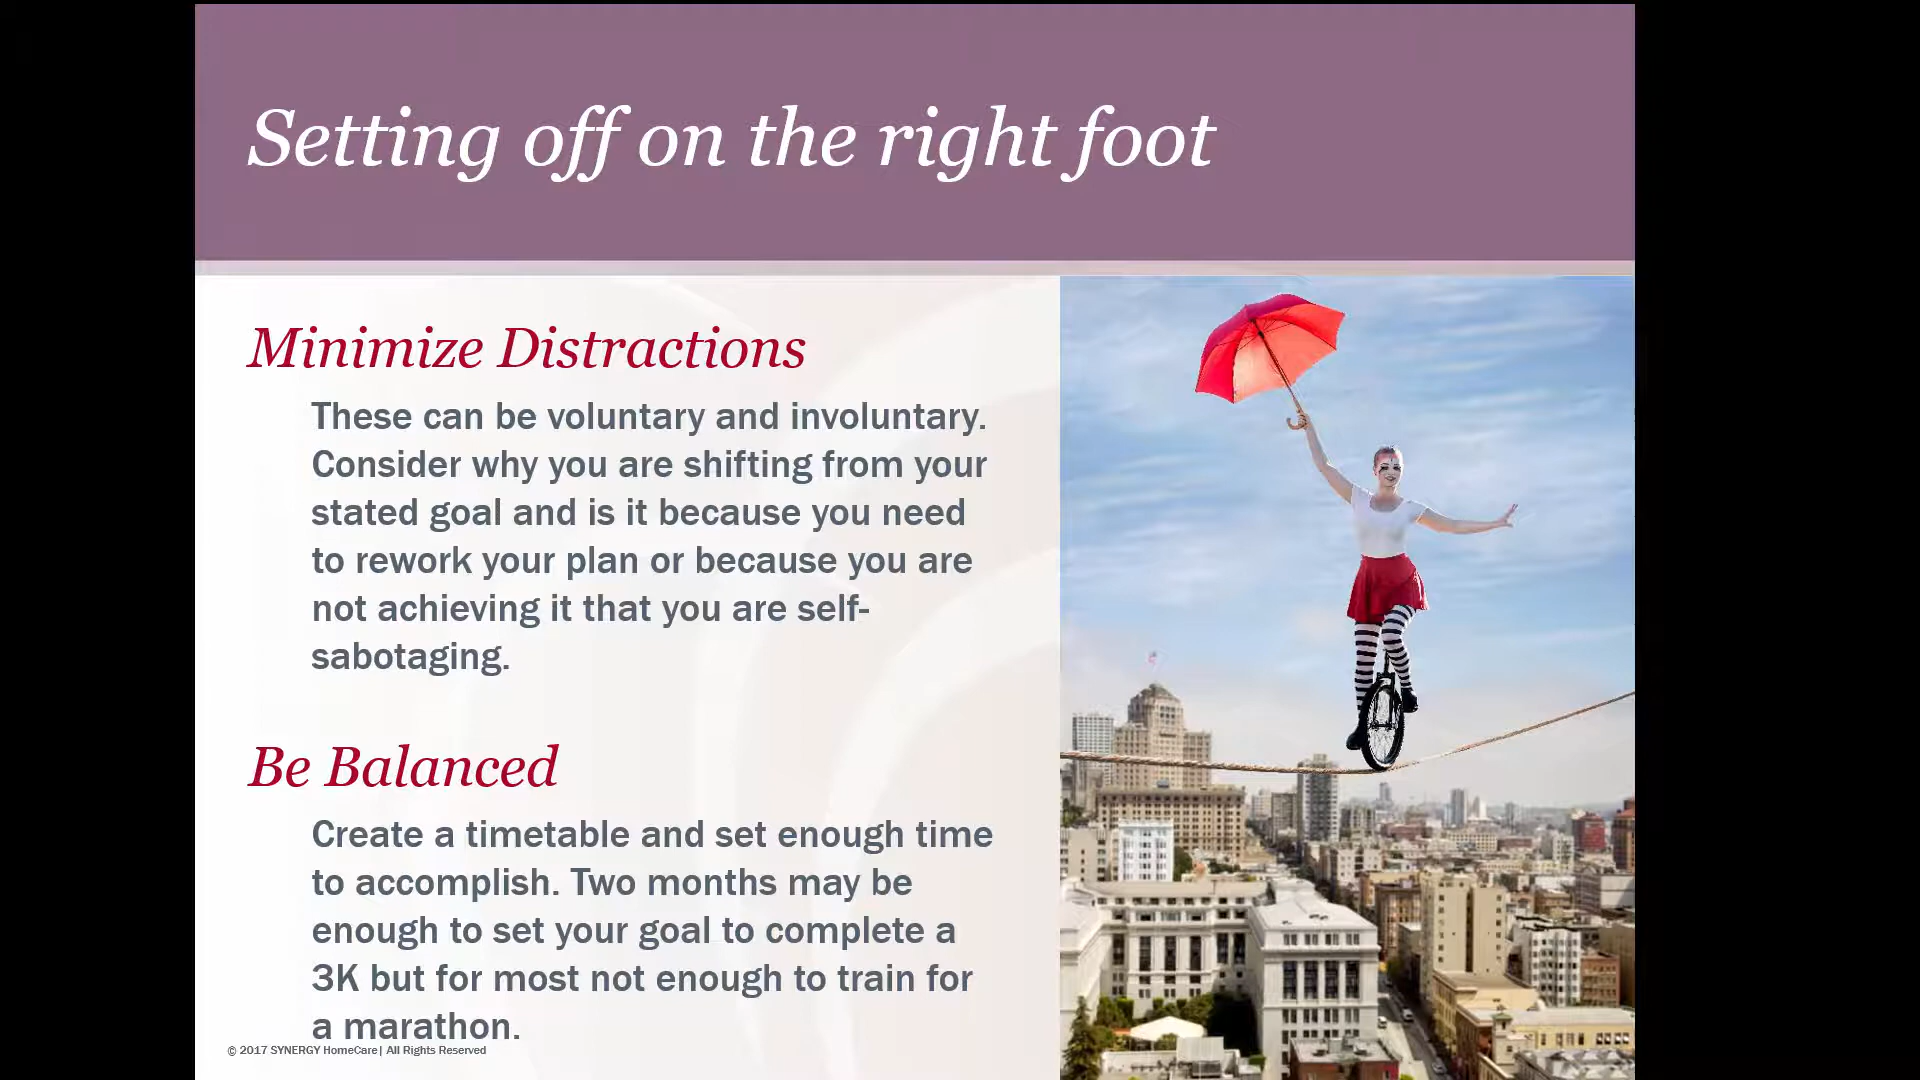 Setting off on the right foot
Minimize Distractions
These can be voluntary and involuntary.
Consider why you are shifting from your
stated goal and is it because you need
to rework your plan or because you are
not achieving it that you are self-
sabotaging.
Be Balanced
Create a timetable and set enough time
to accomplish. Two months may be
enough to set your goal to complete a
3K but for most not enough to train for
a marathon.
© 2017 SYNERGY HomeCare| All Rights Reserved